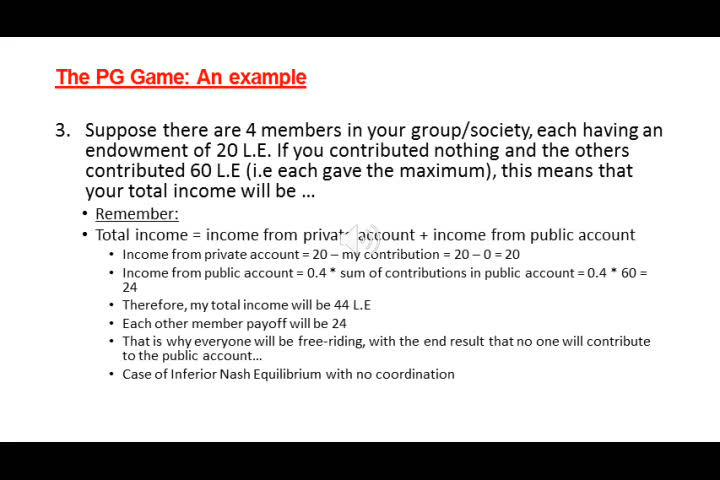 The PG Game: An example
3. Suppose there are 4 members in your group/society, each having an
endowment of 20 L.E. If you contributed nothing and the others
contributed 60 L.E (i.e each gave the maximum), this means that
your total income will be …
• Remember:
• Total income = income from private account + income from public account
• Income from private account = 20 – my contribution = 20 – 0 = 20
• Income from public account = 0.4 * sum of contributions in public account = 0.4 * 60 =
24
• Therefore, my total income will be 44 L.E
• Each other member payoff will be 24
• That is why everyone will be free-riding, with the end result that no one will contribute
to the public account…
• Case of Inferior Nash Equilibrium with no coordination